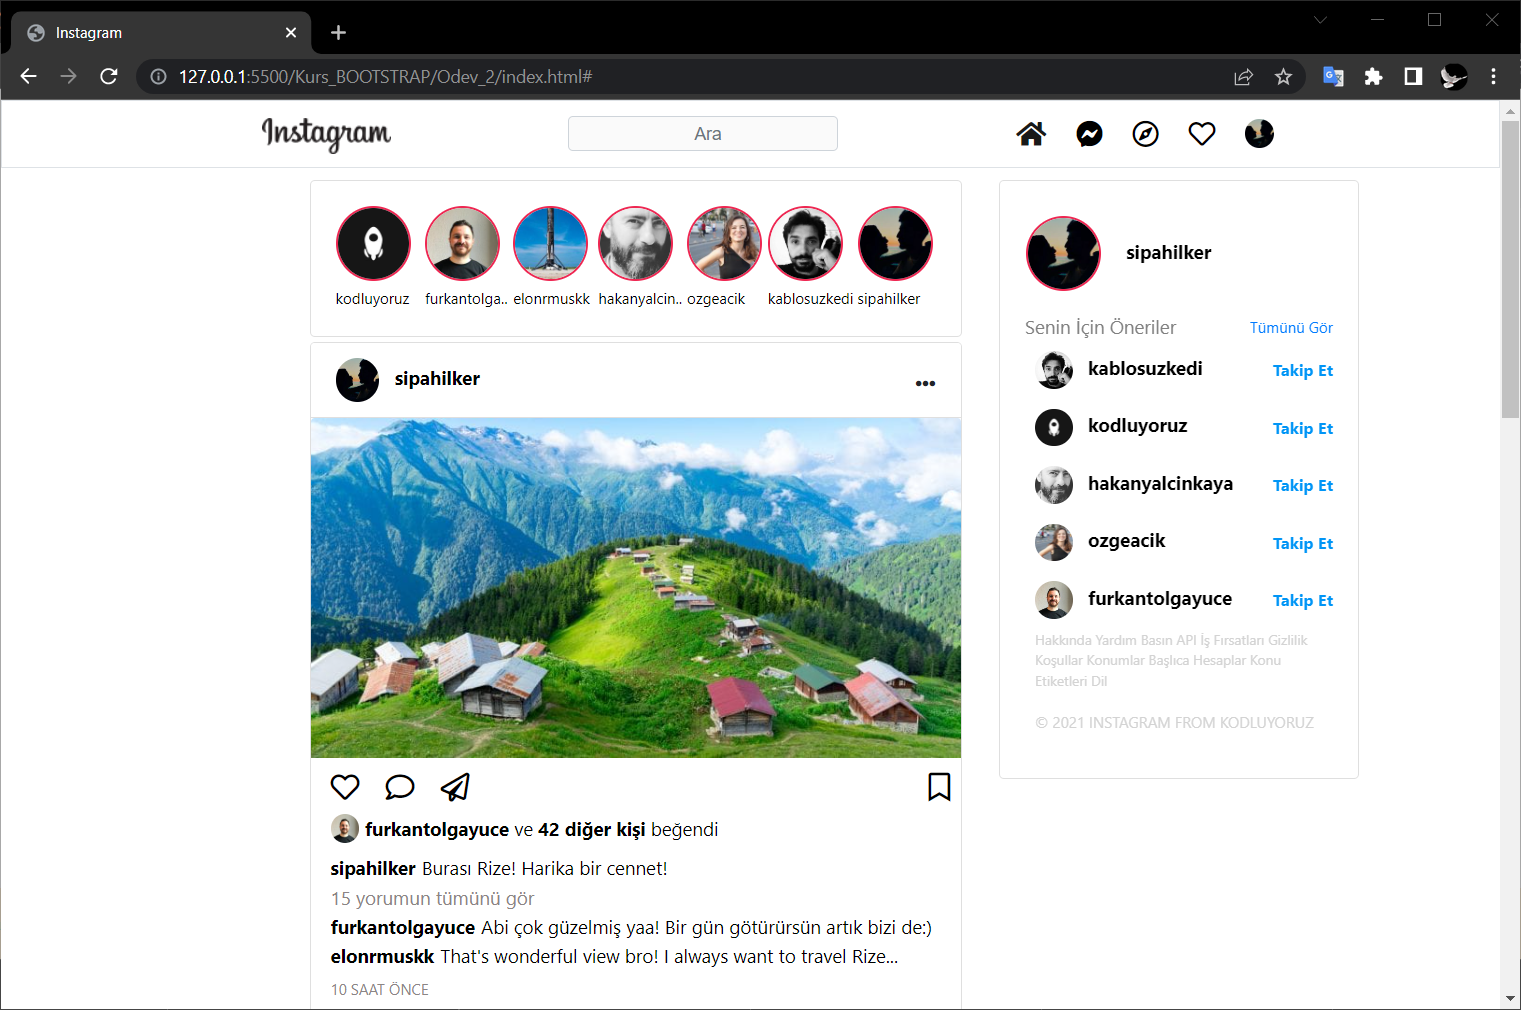 Instagram
127.0.0.1:5500/Kurs_BOOTSTRAP/Odev_2/index.html#
Instagram
Ara
kodluyoruz
furkantolga..
elonrmuskk
hakanyalcin..
ozgeacik
kablosuzkedi
sipahilker
sipahilker
furkantolgayuce ve 42 diğer kişi beğendi
sipahilker Burası Rize! Harika bir cennet!
15 yorumun tümünü gör
furkantolgayuce Abi çok güzelmiş yaa! Bir gün götürürsün artık bizi de:)
elonrmuskk That's wonderful view bro! I always want to travel Rize...
10 SAAT ÖNCE
sipahilker
Senin İçin Öneriler Tümünü Gör
kablosuzkedi Takip Et
kodluyoruz Takip Et
hakanyalcinkaya Takip Et
ozgeacik Takip Et
furkantolgayuce Takip Et
Hakkında Yardım Basın API İş Fırsatları Gizlilik
Koşullar Konumlar Başlıca Hesaplar Konu
Etiketleri Dil
© 2021 INSTAGRAM FROM KODLUYORUZ